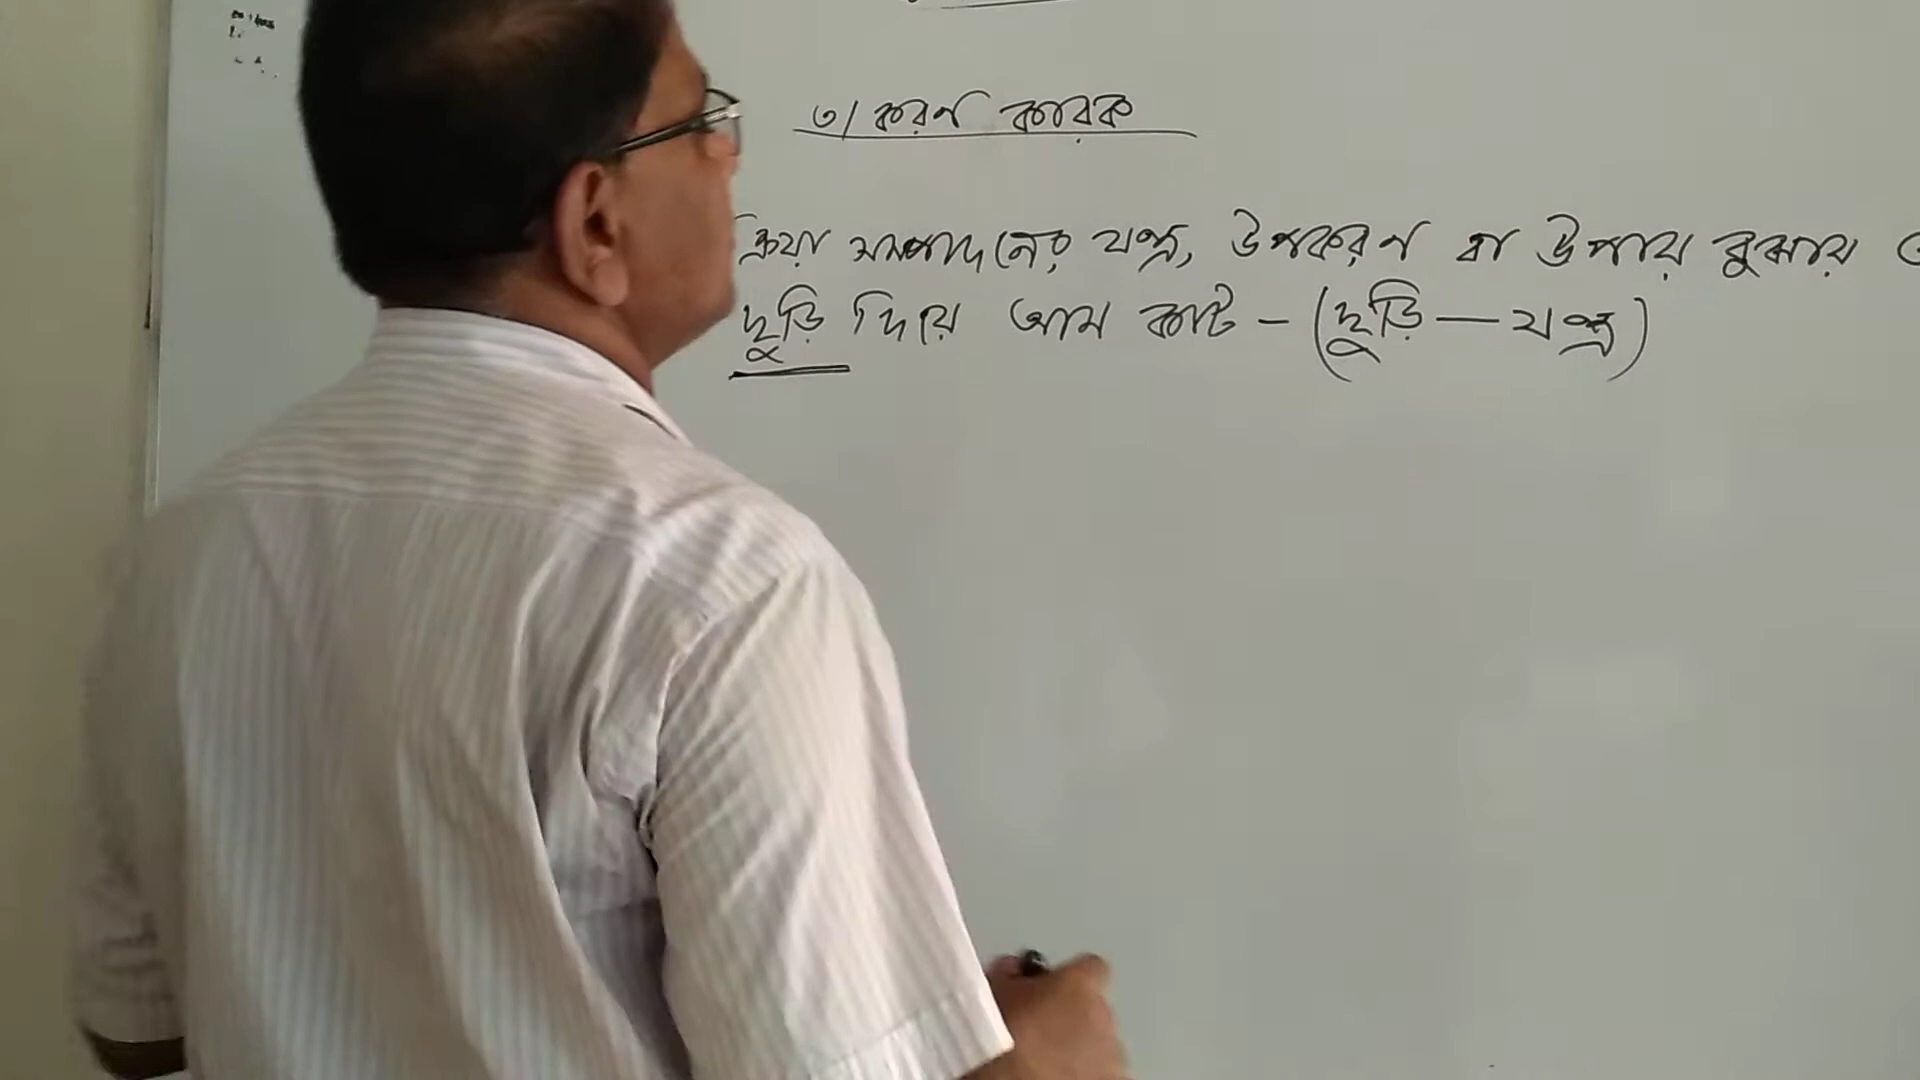 ৩/ করণ কারক
ক্রিয়া সম্পাদনের যন্ত্র, উপকরণ বা উপায় বুঝায়
ছুড়ি দিয়ে আম কাট - (ছুড়ি — যন্ত্র)